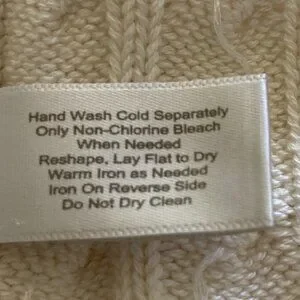 Hand Wash Cold Separately
Only Non-Chlorine Bleach
When Needed
Reshape, Lay Flat to Dry
Warm Iron as Needed
Iron On Reverse Side
Do Not Dry Clean